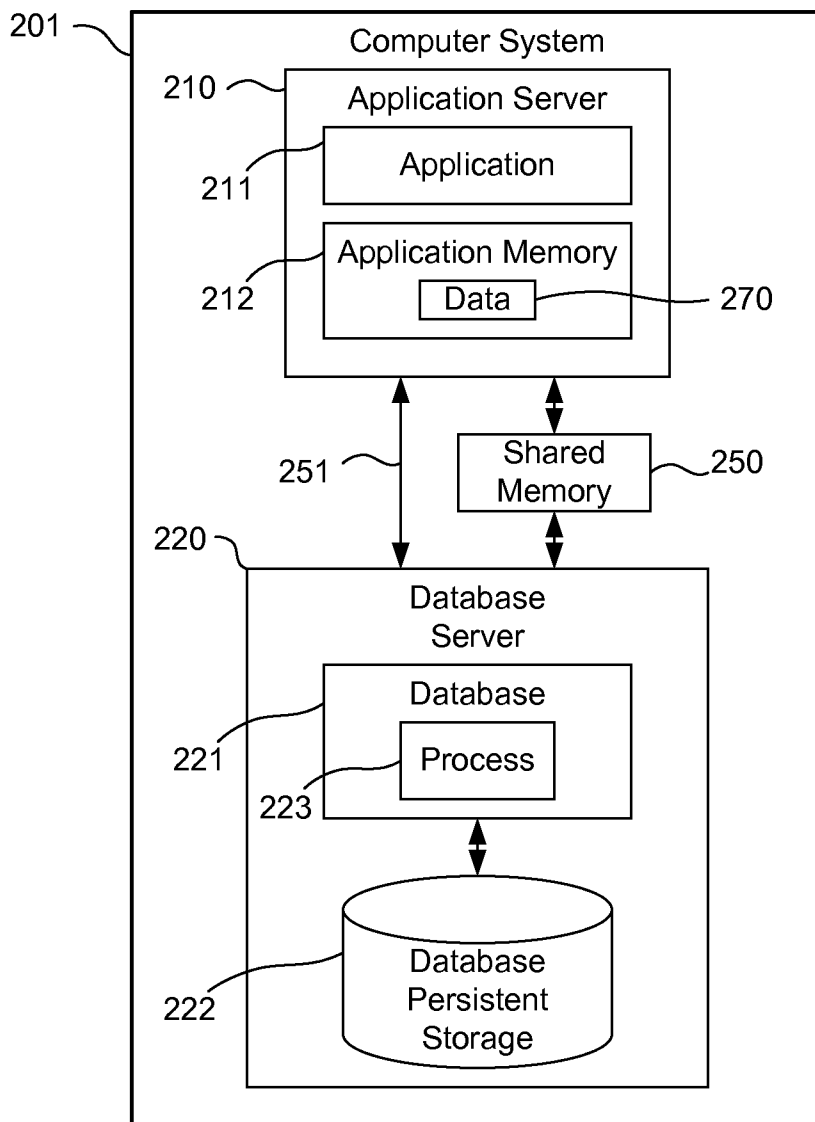 201
Computer System
210
Application Server
211
Application
212
Application Memory
Data
270
251
Shared
Memory
250
220
Database
Server
221
Database
223
Process
222
Database
Persistent
Storage